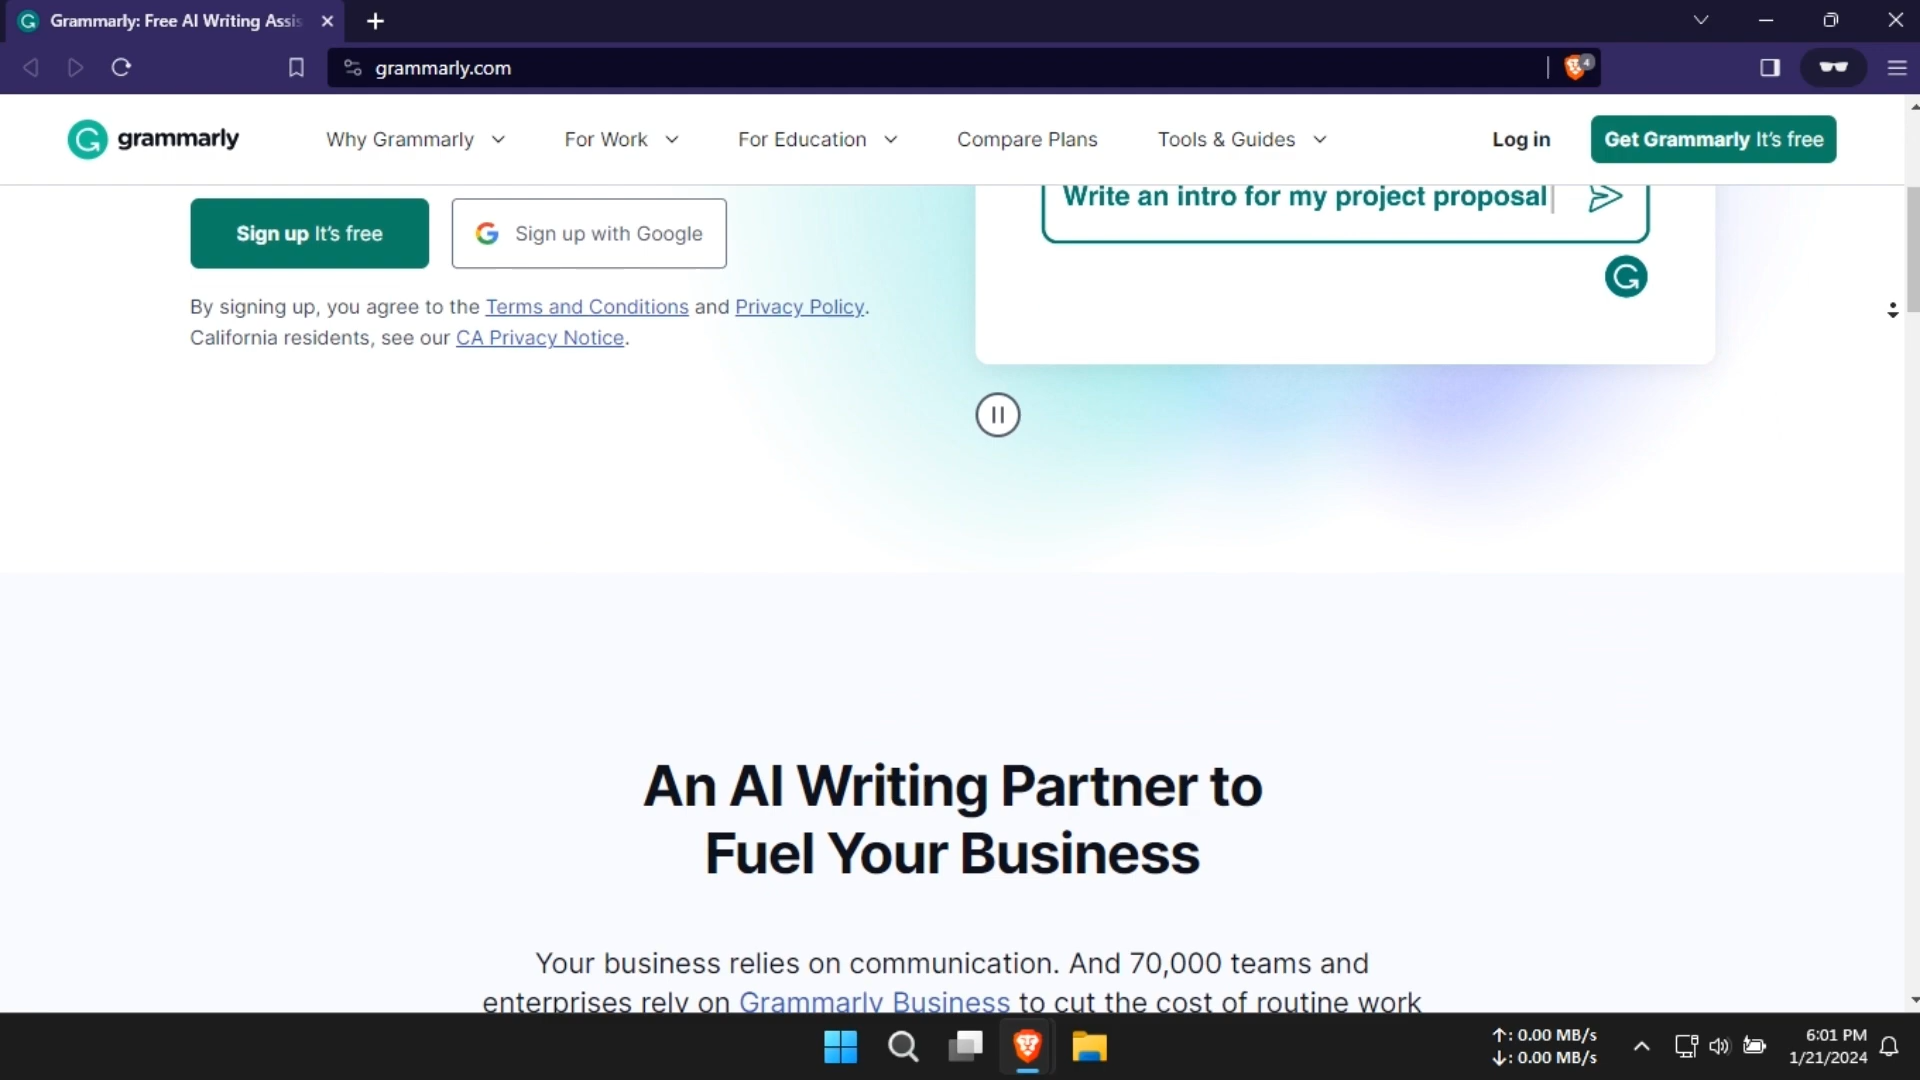 Grammarly: Free AI Writing Assis
grammarly.com
4
grammarly
Why Grammarly
For Work
For Education
Compare Plans
Tools & Guides
Log in
Get Grammarly It's free
Write an intro for my project proposal
Sign up It's free
Sign up with Google
By signing up, you agree to the Terms and Conditions and Privacy Policy.
California residents, see our CA Privacy Notice.
An AI Writing Partner to
Fuel Your Business
Your business relies on communication. And 70,000 teams and
enterprises rely on Grammarly Business to cut the cost of routine work
↑: 0.00 MB/s
↓: 0.00 MB/s
6:01 PM
1/21/2024